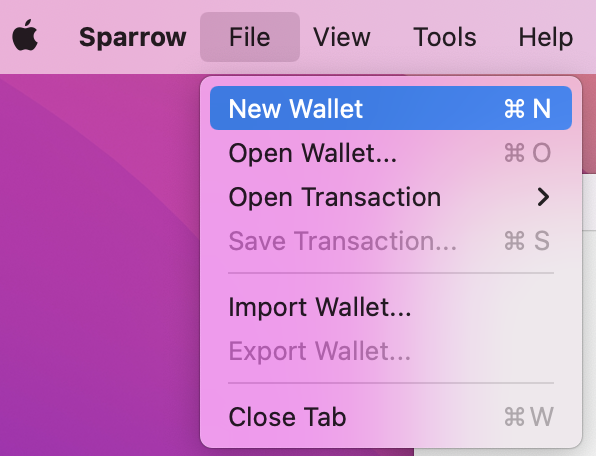 Sparrow File View Tools Help
New Wallet ⌘ N
Open Wallet... ⌘ O
Open Transaction >
Save Transaction... ⌘ S
Import Wallet...
Export Wallet...
Close Tab ⌘ W